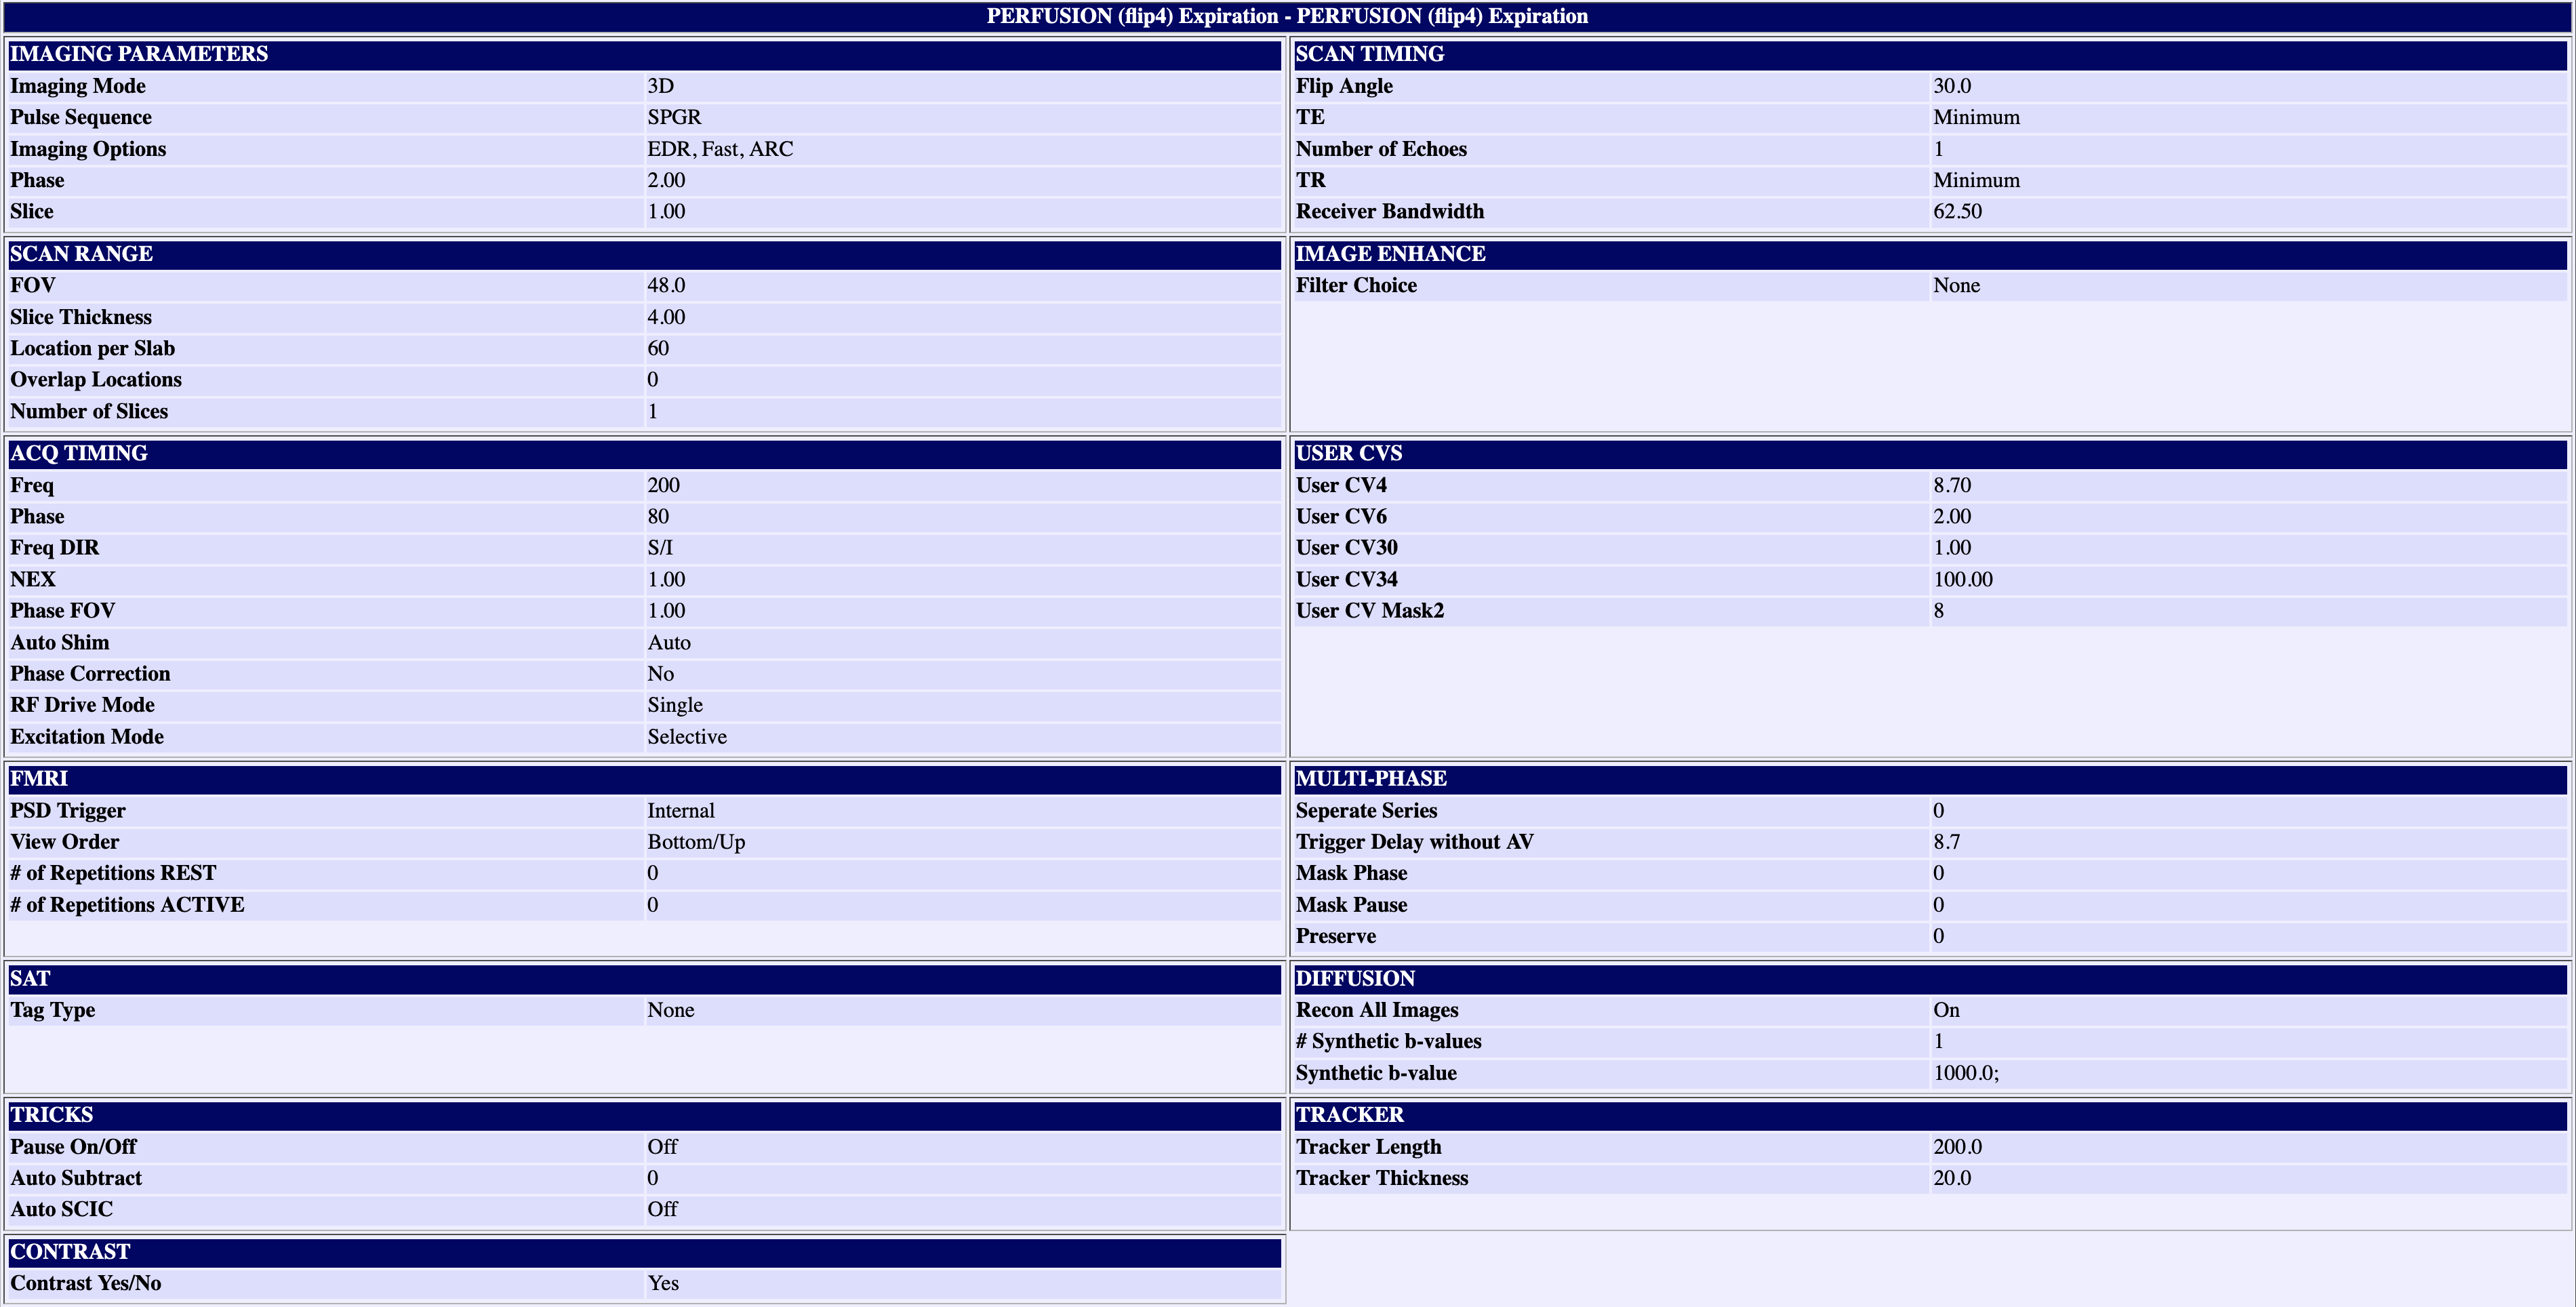 PERFUSION (flip4) Expiration - PERFUSION (flip4) Expiration
IMAGING PARAMETERS
Imaging Mode 3D
Pulse Sequence SPGR
Imaging Options EDR, Fast, ARC
Phase 2.00
Slice 1.00
SCAN TIMING
Flip Angle 30.0
TE Minimum
Number of Echoes 1
TR Minimum
Receiver Bandwidth 62.50
SCAN RANGE
FOV 48.0
Slice Thickness 4.00
Location per Slab 60
Overlap Locations 0
Number of Slices 1
IMAGE ENHANCE
Filter Choice None
ACQ TIMING
Freq 200
Phase 80
Freq DIR S/I
NEX 1.00
Phase FOV 1.00
Auto Shim Auto
Phase Correction No
RF Drive Mode Single
Excitation Mode Selective
USER CVS
User CV4 8.70
User CV6 2.00
User CV30 1.00
User CV34 100.00
User CV Mask2 8
FMRI
PSD Trigger Internal
View Order Bottom/Up
# of Repetitions REST 0
# of Repetitions ACTIVE 0
MULTI-PHASE
Seperate Series 0
Trigger Delay without AV 8.7
Mask Phase 0
Mask Pause 0
Preserve 0
SAT
Tag Type None
DIFFUSION
Recon All Images On
# Synthetic b-values 1
Synthetic b-value 1000.0;
TRICKS
Pause On/Off Off
Auto Subtract 0
Auto SCIC Off
TRACKER
Tracker Length 200.0
Tracker Thickness 20.0
CONTRAST
Contrast Yes/No Yes